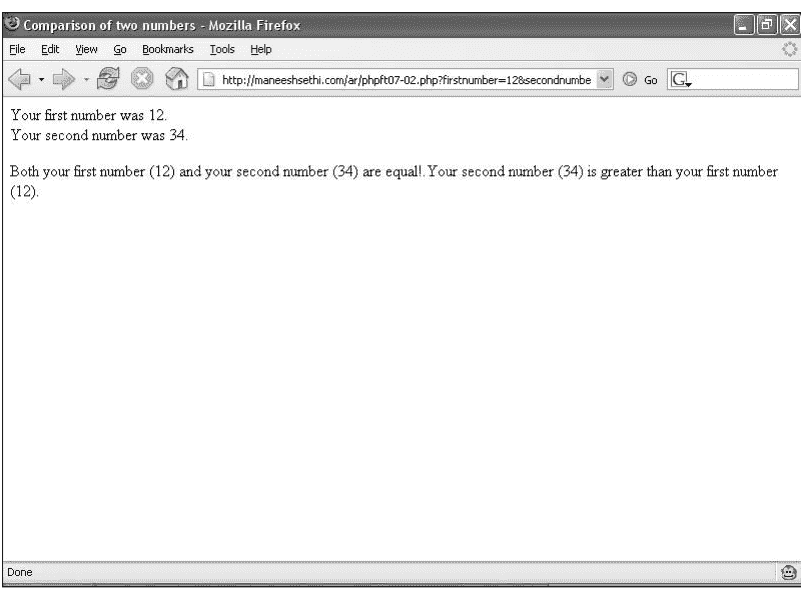 Comparison of two numbers - Mozilla Firefox
File Edit View Go Bookmarks Tools Help
http://maneeshsethi.com/ar/phpft07-02.php?firstnumber=12&secondnumbe Go G
Your first number was 12.
Your second number was 34.
Both your first number (12) and your second number (34) are equal!.Your second number (34) is greater than your first number
(12).
Done